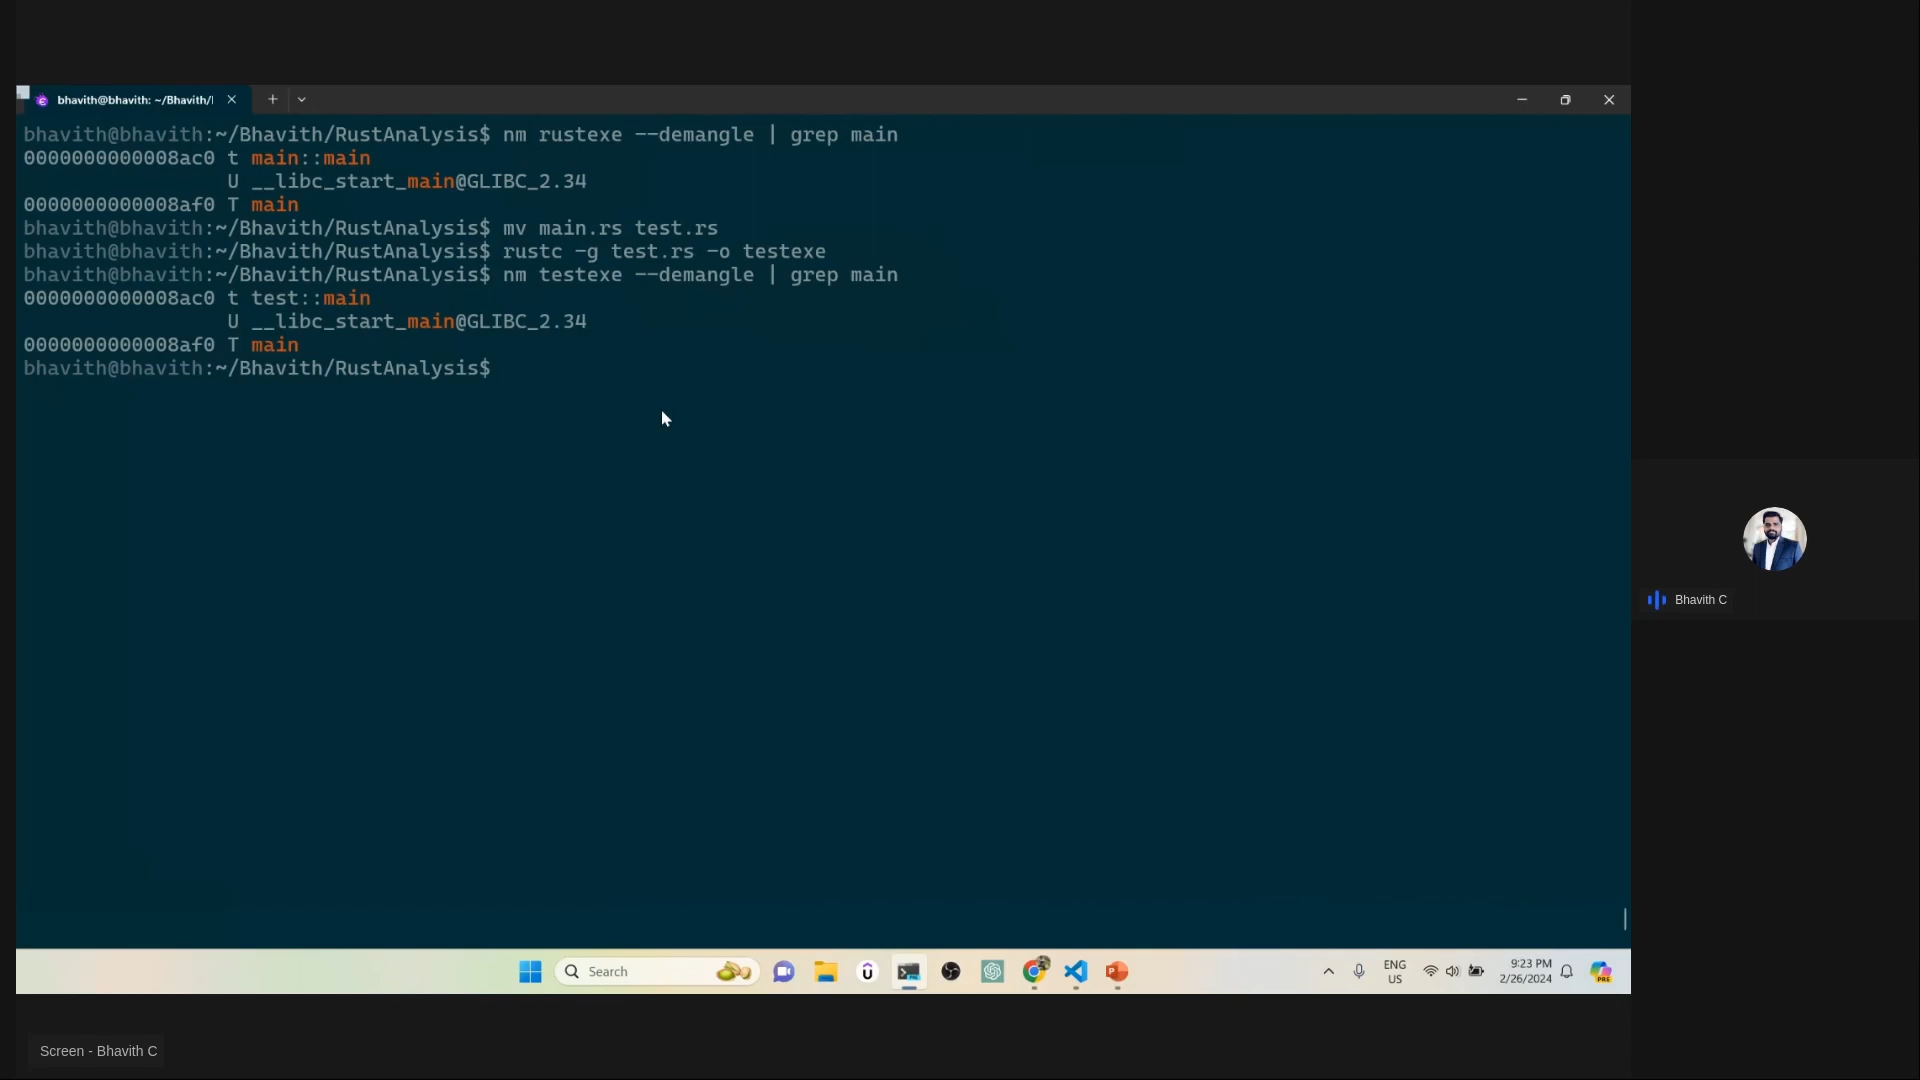 bhavith@bhavith: ~/Bhavith/
bhavith@bhavith:~/Bhavith/RustAnalysis$ nm rustexe --demangle | grep main
0000000000008ac0 t main::main
U __libc_start_main@GLIBC_2.34
0000000000008af0 T main
bhavith@bhavith:~/Bhavith/RustAnalysis$ mv main.rs test.rs
bhavith@bhavith:~/Bhavith/RustAnalysis$ rustc -g test.rs -o testexe
bhavith@bhavith:~/Bhavith/RustAnalysis$ nm testexe --demangle | grep main
0000000000008ac0 t test::main
U __libc_start_main@GLIBC_2.34
0000000000008af0 T main
bhavith@bhavith:~/Bhavith/RustAnalysis$
Bhavith C
Search
ENG
US
9:23 PM
2/26/2024
PRE
Screen - Bhavith C